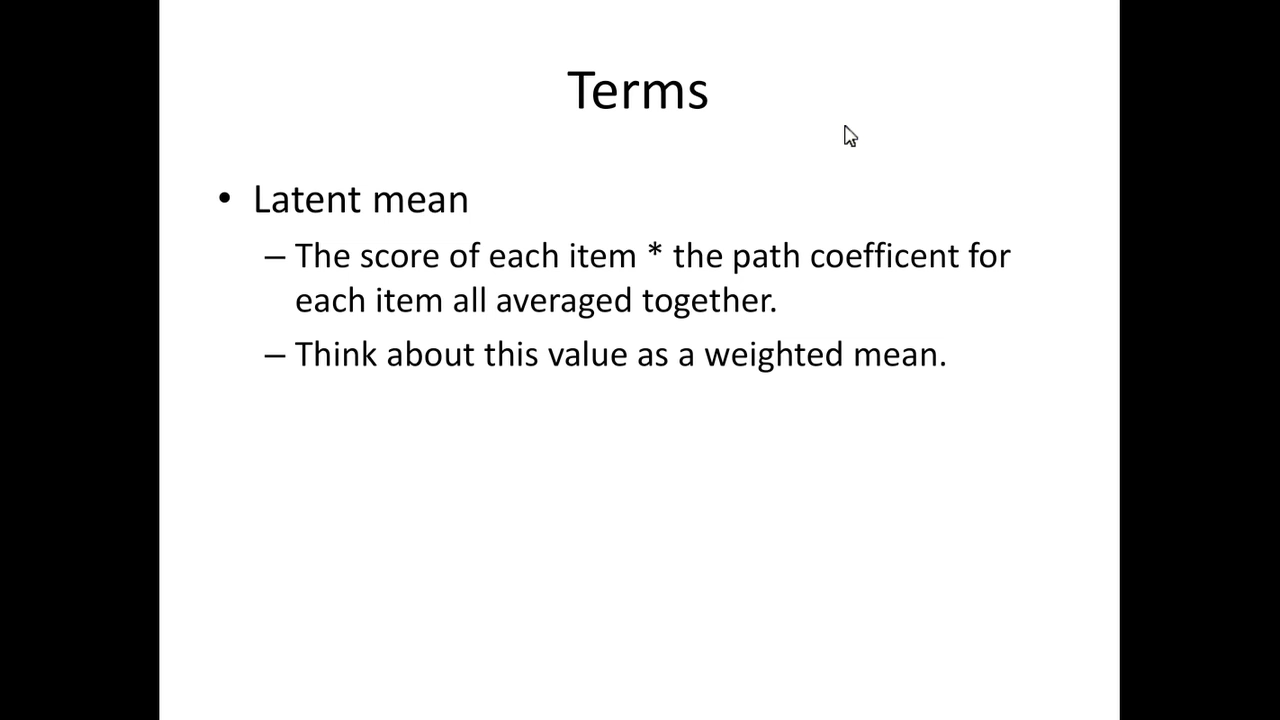 Terms
• Latent mean
– The score of each item * the path coefficent for
each item all averaged together.
– Think about this value as a weighted mean.